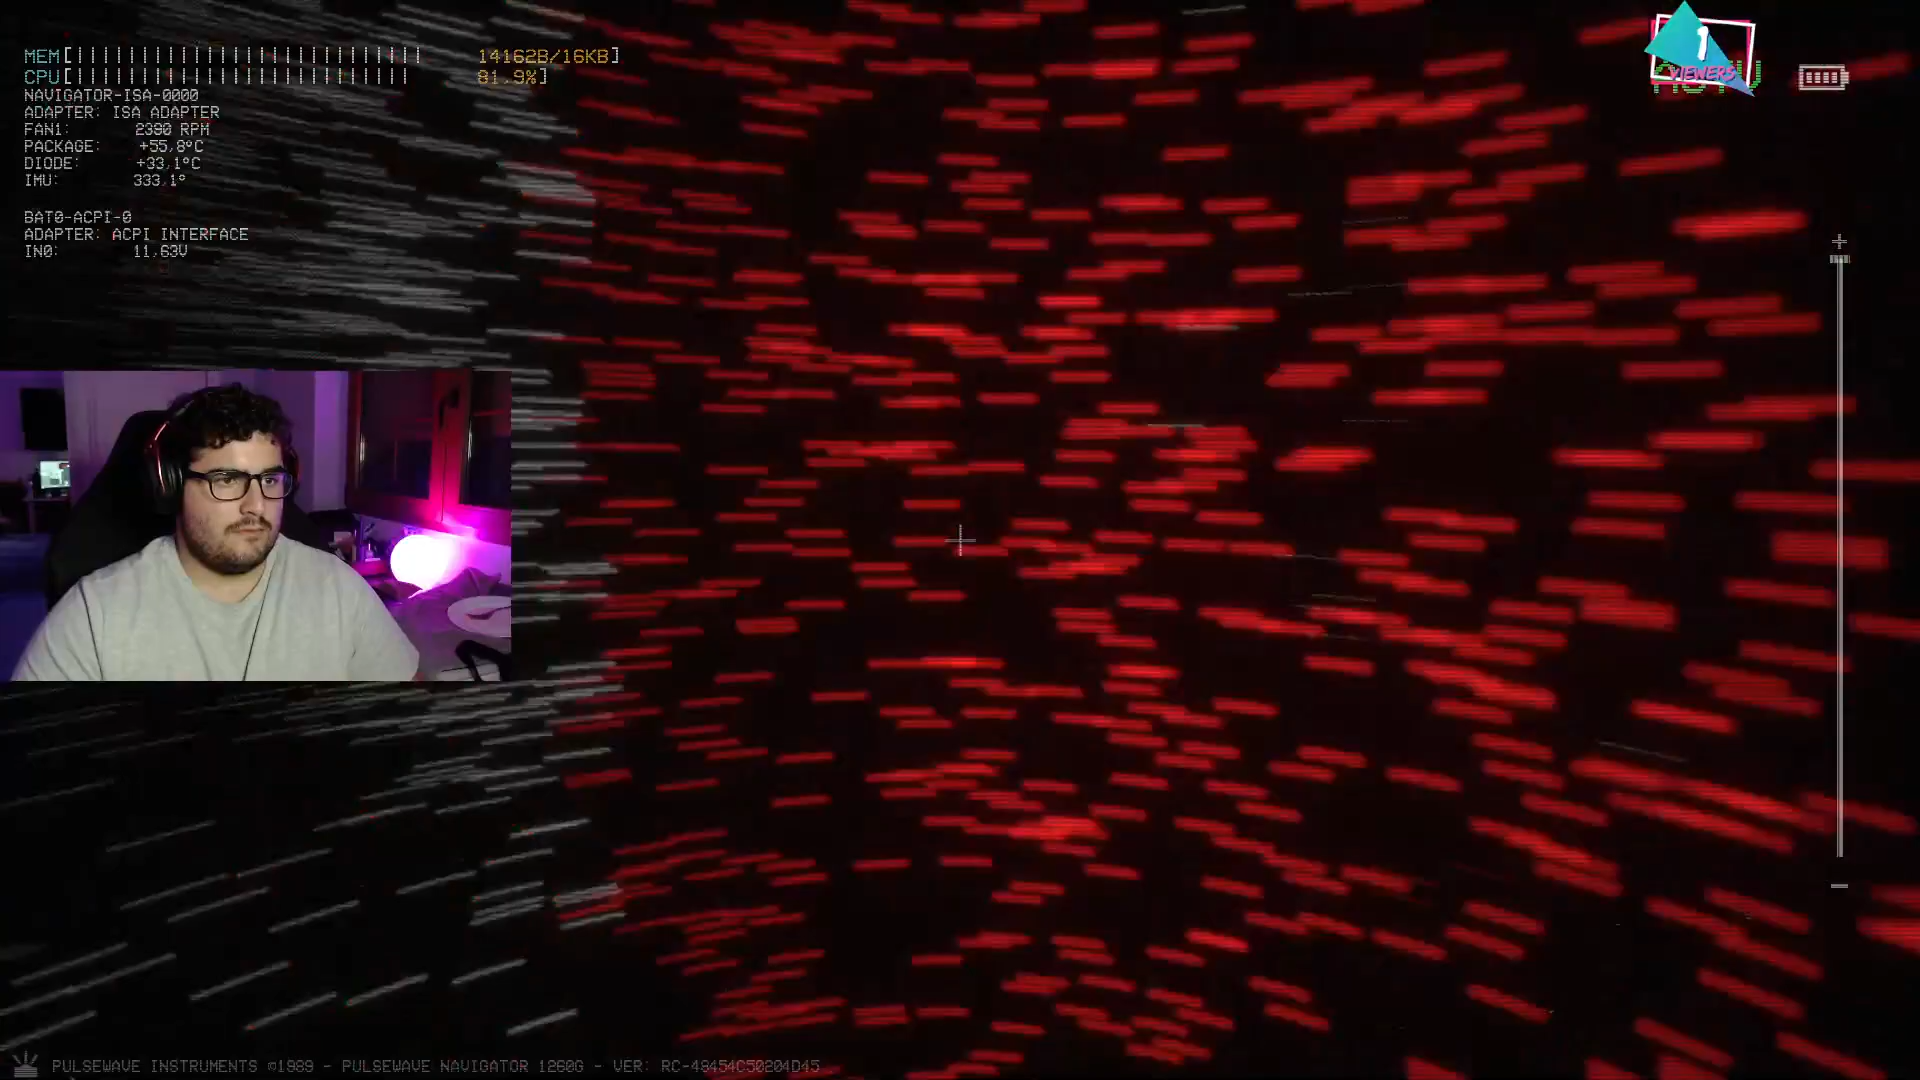 MEM[|||||||||||||||||||||||||||| 14162B/16KB]
CPU[||||||||||||||||||||||||||| 81.9%]
NAVIGATOR-ISA-0000
ADAPTER: ISA ADAPTER
FAN1: 2380 RPM
PACKAGE: +55.8°C
DIODE: +33.1°C
IMU: 333.1°
BAT0-ACPI-0
ADAPTER: ACPI INTERFACE
IN0: 11.63V
1
VIEWERS
+
-
PULSEWAVE INSTRUMENTS ©1989 - PULSEWAVE NAVIGATOR 1260G - VER: RC-48454C50204D45